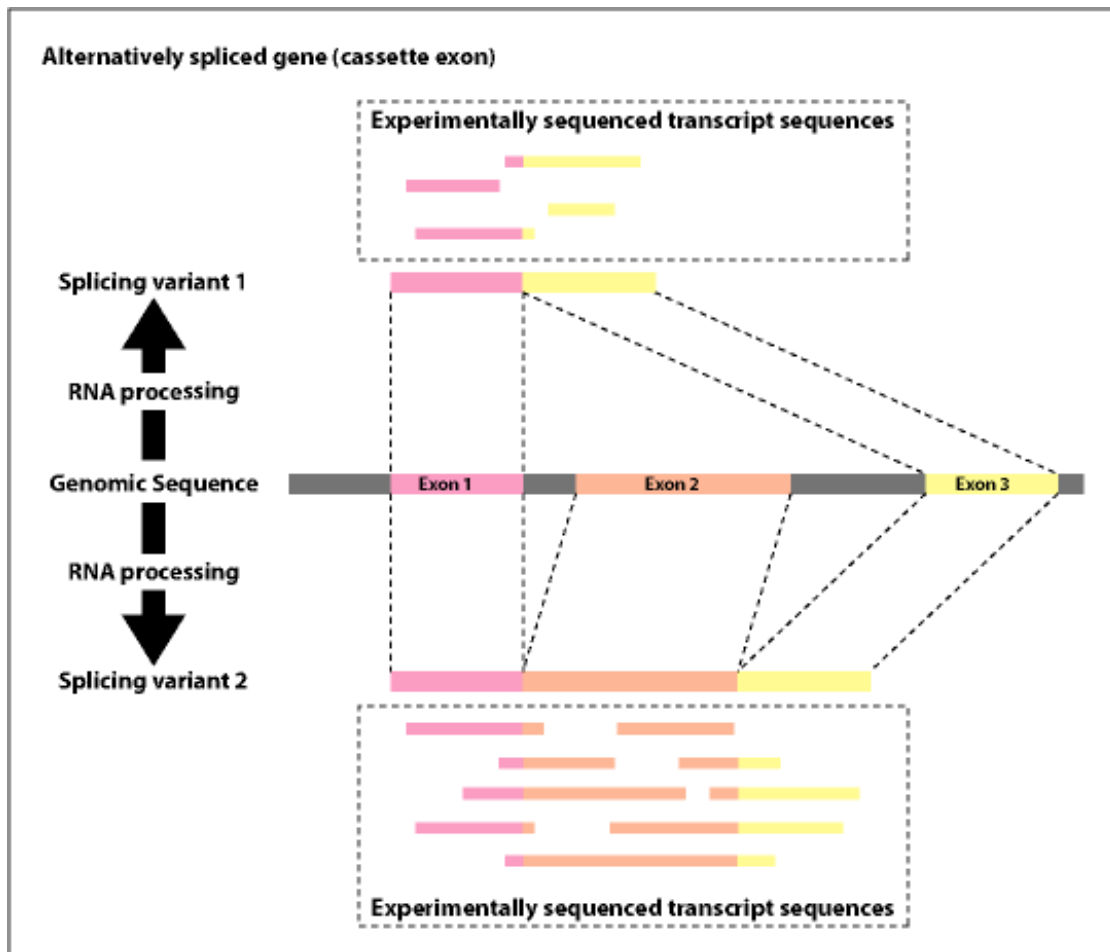 Alternatively spliced gene (cassette exon)
Experimentally sequenced transcript sequences
Splicing variant 1
RNA processing
Genomic Sequence
Exon 1
Exon 2
Exon 3
RNA processing
Splicing variant 2
Experimentally sequenced transcript sequences